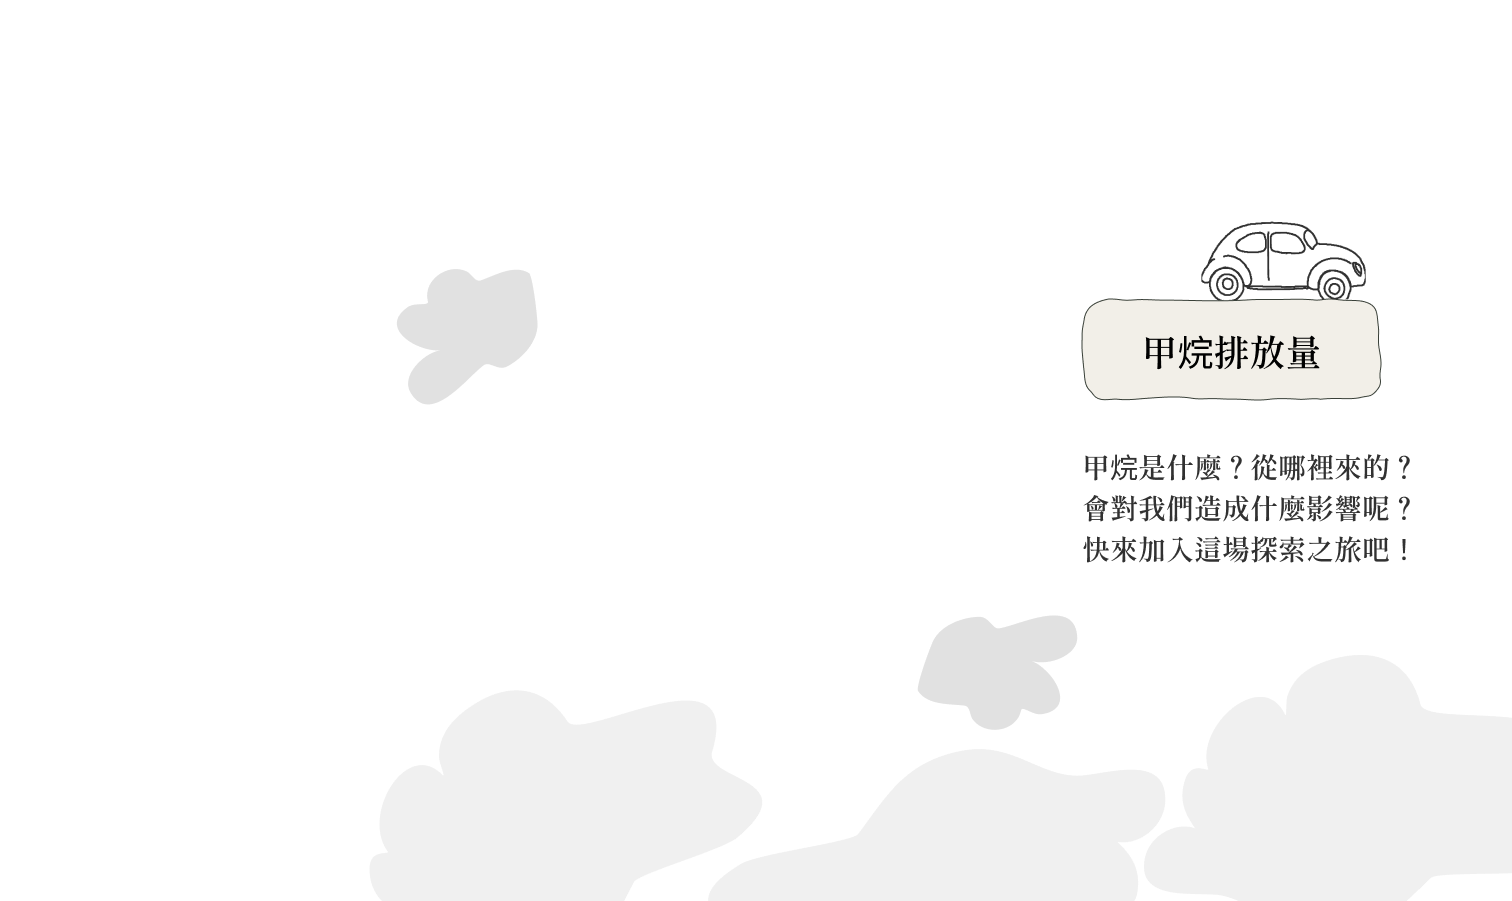 甲烷排放量
甲烷是什麼？從哪裡來的？
會對我們造成什麼影響呢？
快來加入這場探索之旅吧！